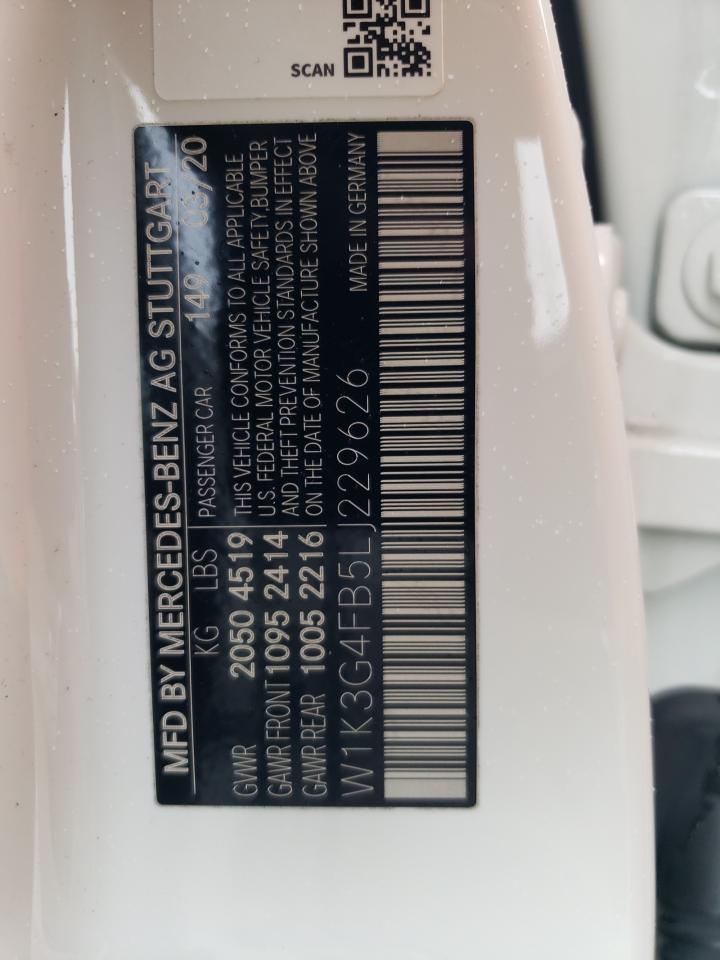 SCAN
MFD BY MERCEDES-BENZ AG STUTTGART
KG LBS PASSENGER CAR 149 03/20
GVWR 2050 4519 THIS VEHICLE CONFORMS TO ALL APPLICABLE
U.S. FEDERAL MOTOR VEHICLE SAFETY,BUMPER
GAWR FRONT 1095 2414 AND THEFT PREVENTION STANDARDS IN EFFECT
GAWR REAR 1005 2216 ON THE DATE OF MANUFACTURE SHOWN ABOVE
W1K3G4FB5LJ229626 MADE IN GERMANY